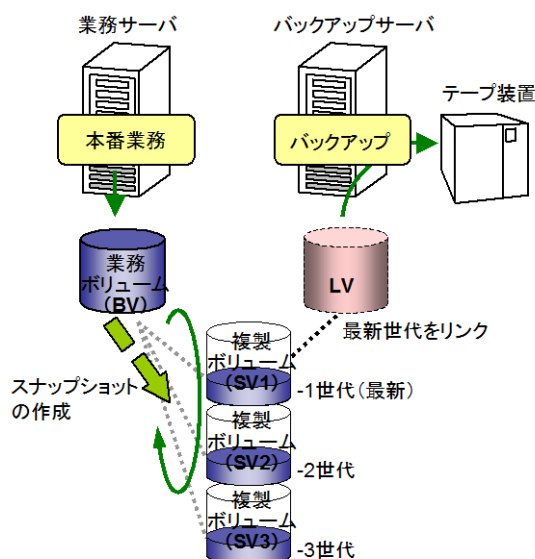 業務サーバ
バックアップサーバ
テープ装置
本番業務
バックアップ
業務
ボリューム
(BV)
LV
最新世代をリンク
スナップショット
の作成
複製
ボリューム
(SV1)
-1世代(最新)
複製
ボリューム
(SV2)
-2世代
複製
ボリューム
(SV3)
-3世代